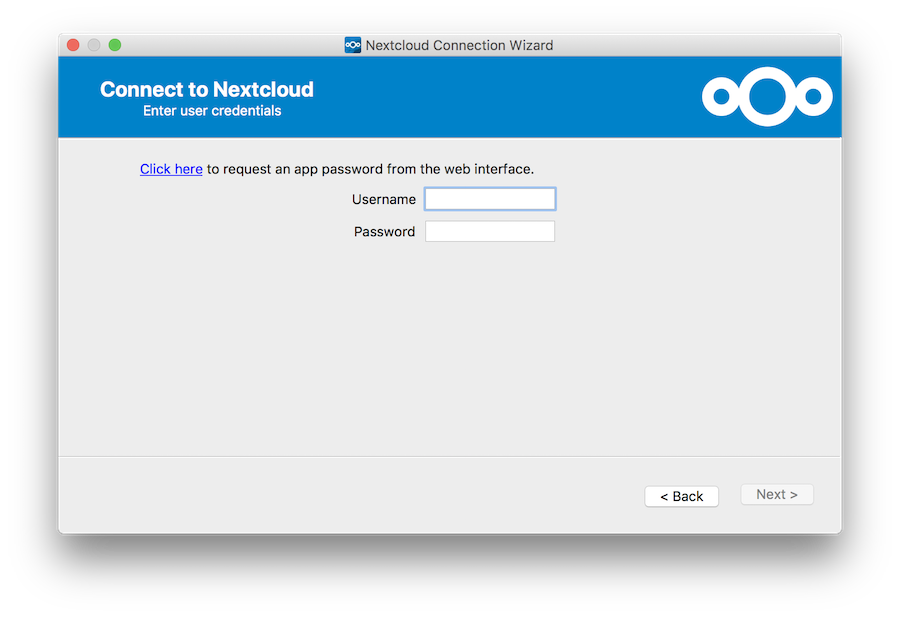 Nextcloud Connection Wizard
Connect to Nextcloud
Enter user credentials
Click here to request an app password from the web interface.
Username
Password
< Back
Next >